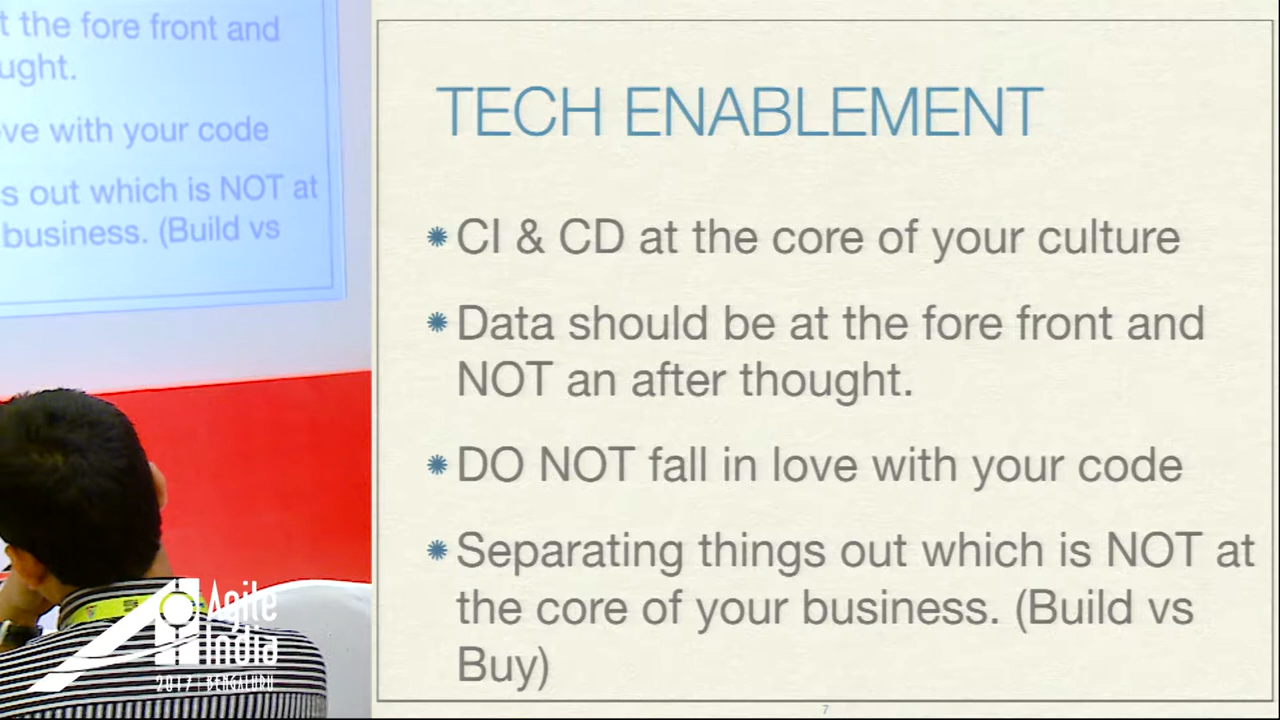 t the fore front and
ught.
ove with your code
s out which is NOT at
business. (Build vs
TECH ENABLEMENT
CI & CD at the core of your culture
Data should be at the fore front and
NOT an after thought.
DO NOT fall in love with your code
Separating things out which is NOT at
the core of your business. (Build vs
Buy)
7
Agile
India
2017 | BENGALURU